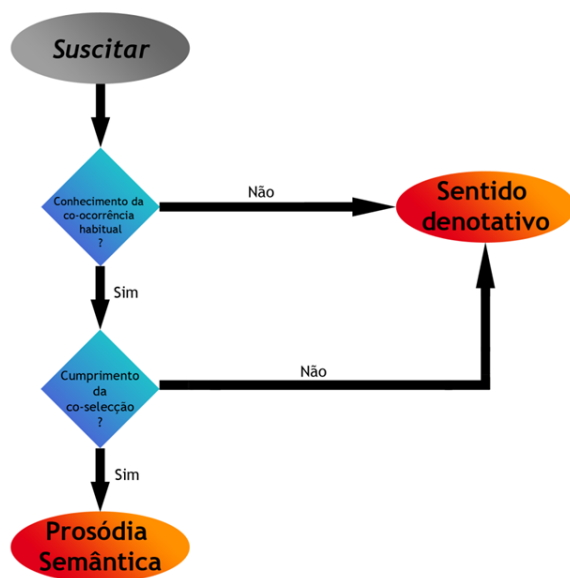 Suscitar
Conhecimento da
co-ocorrência
habitual
?
Não
Sentido
denotativo
Sim
Cumprimento
da
co-selecção
?
Não
Sim
Prosódia
Semântica